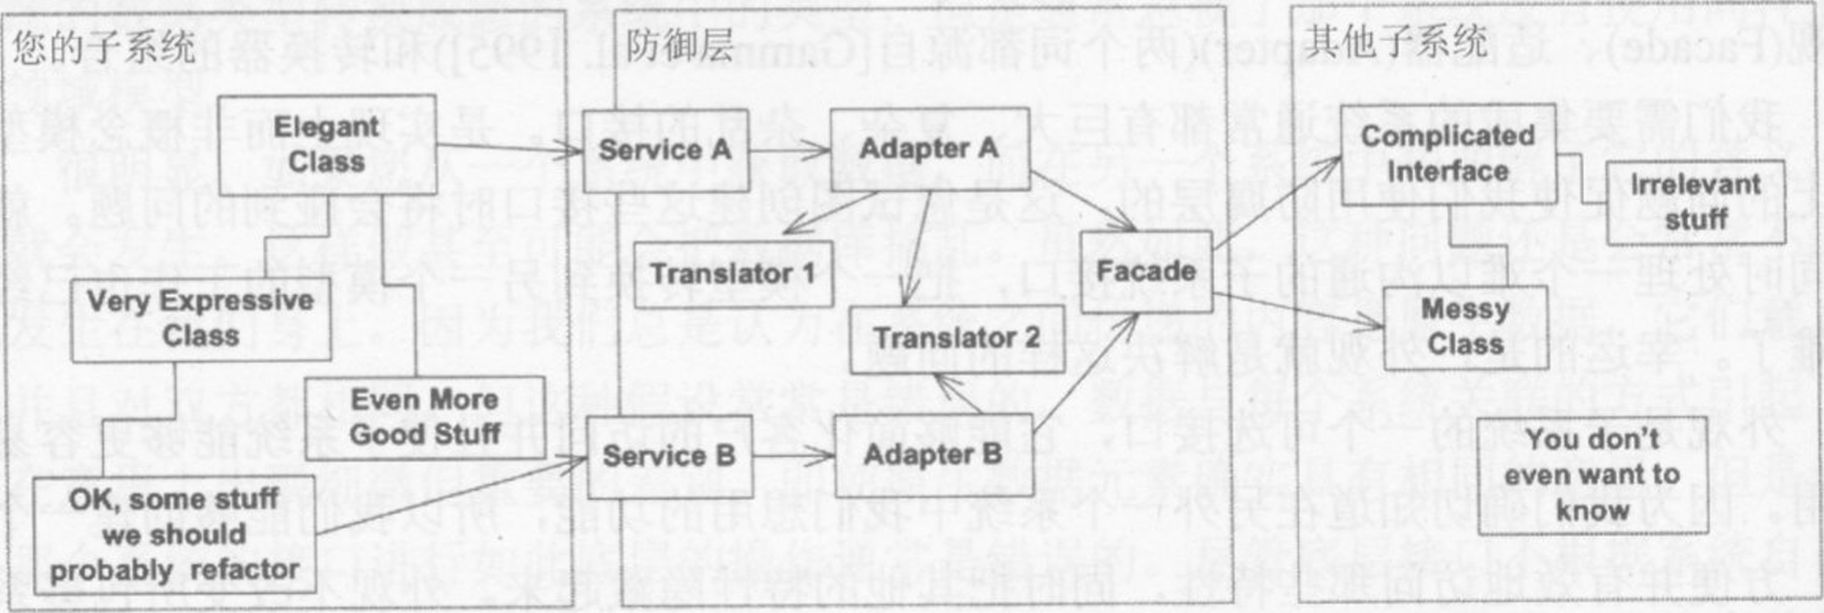 您的子系统
防御层
其他子系统
Elegant
Class
Service A
Adapter A
Complicated
Interface
Irrelevant
stuff
Translator 1
Facade
Very Expressive
Class
Translator 2
Messy
Class
Even More
Good Stuff
Service B
Adapter B
You don't
even want to
know
OK, some stuff
we should
probably refactor